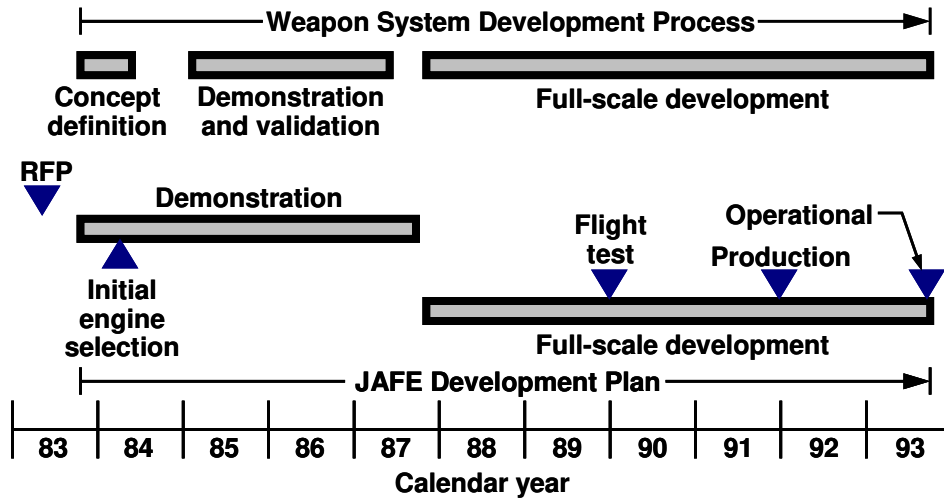 Weapon System Development Process
Concept
definition
Demonstration
and validation
Full-scale development
RFP
Demonstration
Initial
engine
selection
Flight
test
Production
Operational
Full-scale development
JAFE Development Plan
83 84 85 86 87 88 89 90 91 92 93
Calendar year